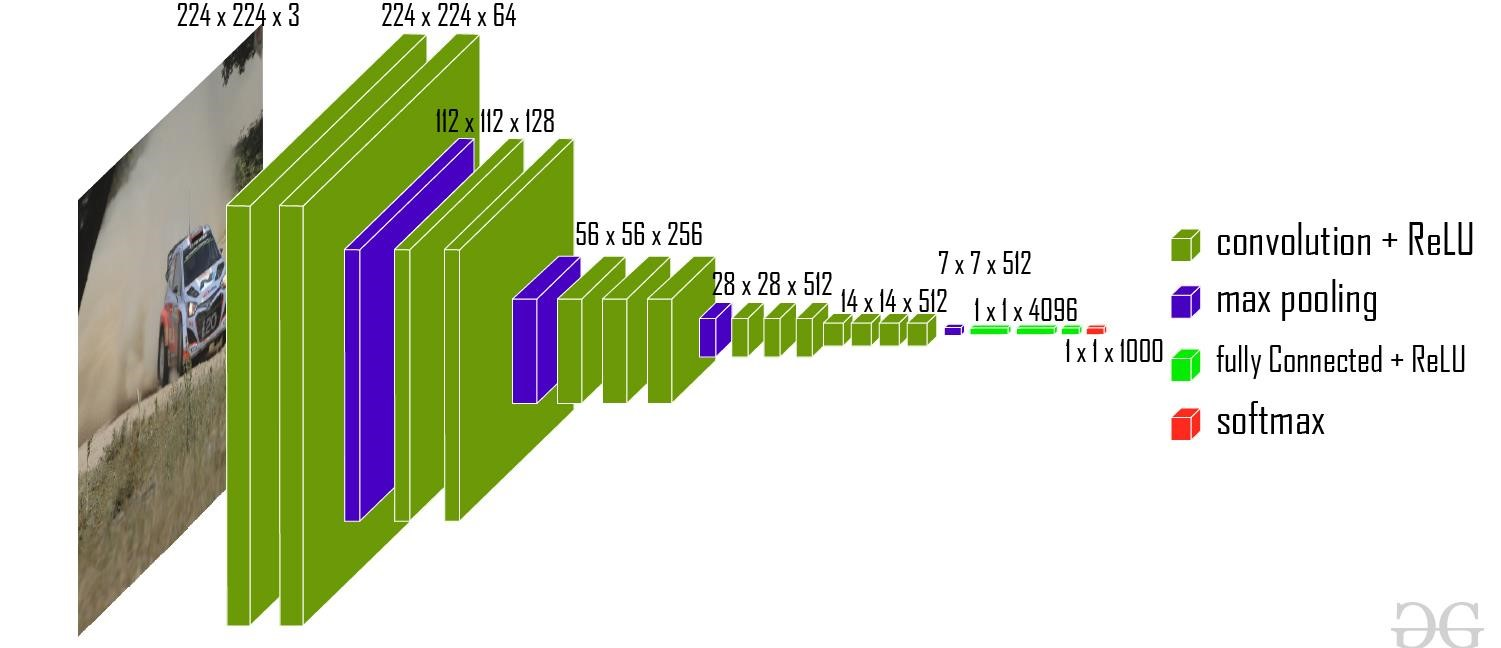 224 x 224 x 3
224 x 224 x 64
112 x 112 x 128
56 x 56 x 256
28 x 28 x 512
14 x 14 x 512
7 x 7 x 512
1 x 1 x 4096
1 x 1 x 1000
convolution + ReLU
max pooling
fully Connected + ReLU
softmax